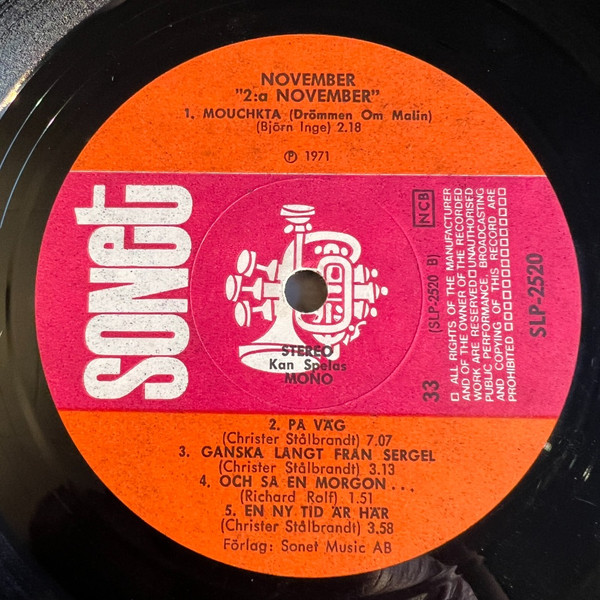 NOVEMBER
"2:a NOVEMBER"
1. MOUCHKTA (Drömmen Om Malin)
(Björn Inge) 2.18
Ⓟ 1971
sonet
NCB
(SLP-2520 B)
33
□ ALL RIGHTS OF THE MANUFACTURER
AND OF THE OWNER OF THE RECORDED
WORK ARE RESERVED □ UNAUTHORISED
PUBLIC PERFORMANCE, BROADCASTING
AND COPYING OF THIS RECORD ARE
PROHIBITED □□□□□□□□□□□□
SLP-2520
STEREO
Kan Spelas
MONO
2. PÅ VÄG
(Christer Stålbrandt) 7.07
3. GANSKA LÅNGT FRÅN SERGEL
(Christer Stålbrandt) 3.13
4. OCH SÅ EN MORGON...
(Richard Rolf) 1.51
5. EN NY TID ÄR HÄR
(Christer Stålbrandt) 3,58
Förlag: Sonet Music AB